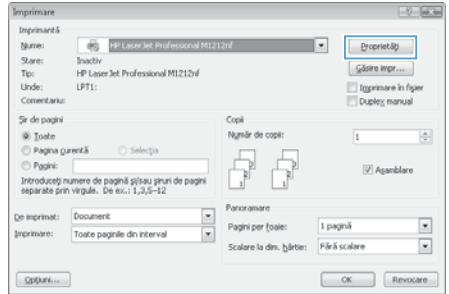 Imprimare
Imprimantă
Nume: HP LaserJet Professional M1212nf Proprietăți
Stare: Inactiv
Găsire impr...
Tip: HP LaserJet Professional M1212nf
Unde: LPT1:
Imprimare în fișier
Comentariu:
Duplex manual
Șir de pagini
Toate
Pagina curentă Selecția
Pagini:
Introduceți numere de pagină și/sau șiruri de pagini
separate prin virgule. De ex.: 1,3,5–12
Copii
Număr de copii: 1
Asamblare
De imprimat: Document
Imprimare: Toate paginile din interval
Panoramare
Pagini per foaie: 1 pagină
Scalare la dim. hârtie: Fără scalare
Opțiuni... OK Revocare